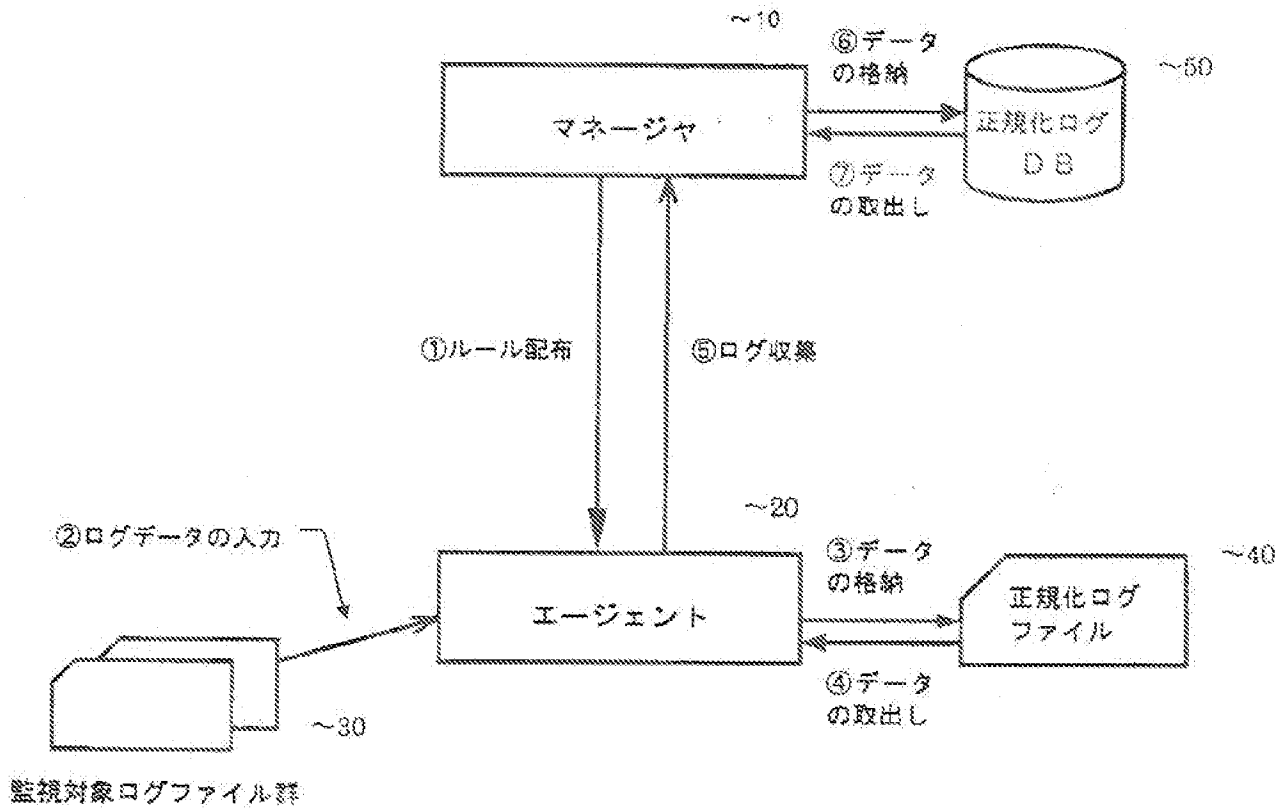 ~10
⑥データ
の格納
~50
マネージャ
正規化ログ
DB
⑦データ
の取出し
①ルール配布
⑤ログ収集
~20
②ログデータの入力
③データ
の格納
~40
エージェント
正規化ログ
ファイル
④データ
の取出し
~30
監視対象ログファイル群